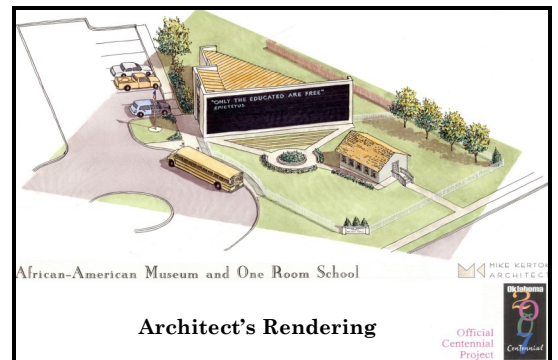 "ONLY THE EDUCATED ARE FREE"
EPICTETUS
African-American Museum and One Room School
MIKE KERTOK
ARCHITECT
Architect's Rendering
Official
Centennial
Project
Oklahoma
2007
Centennial